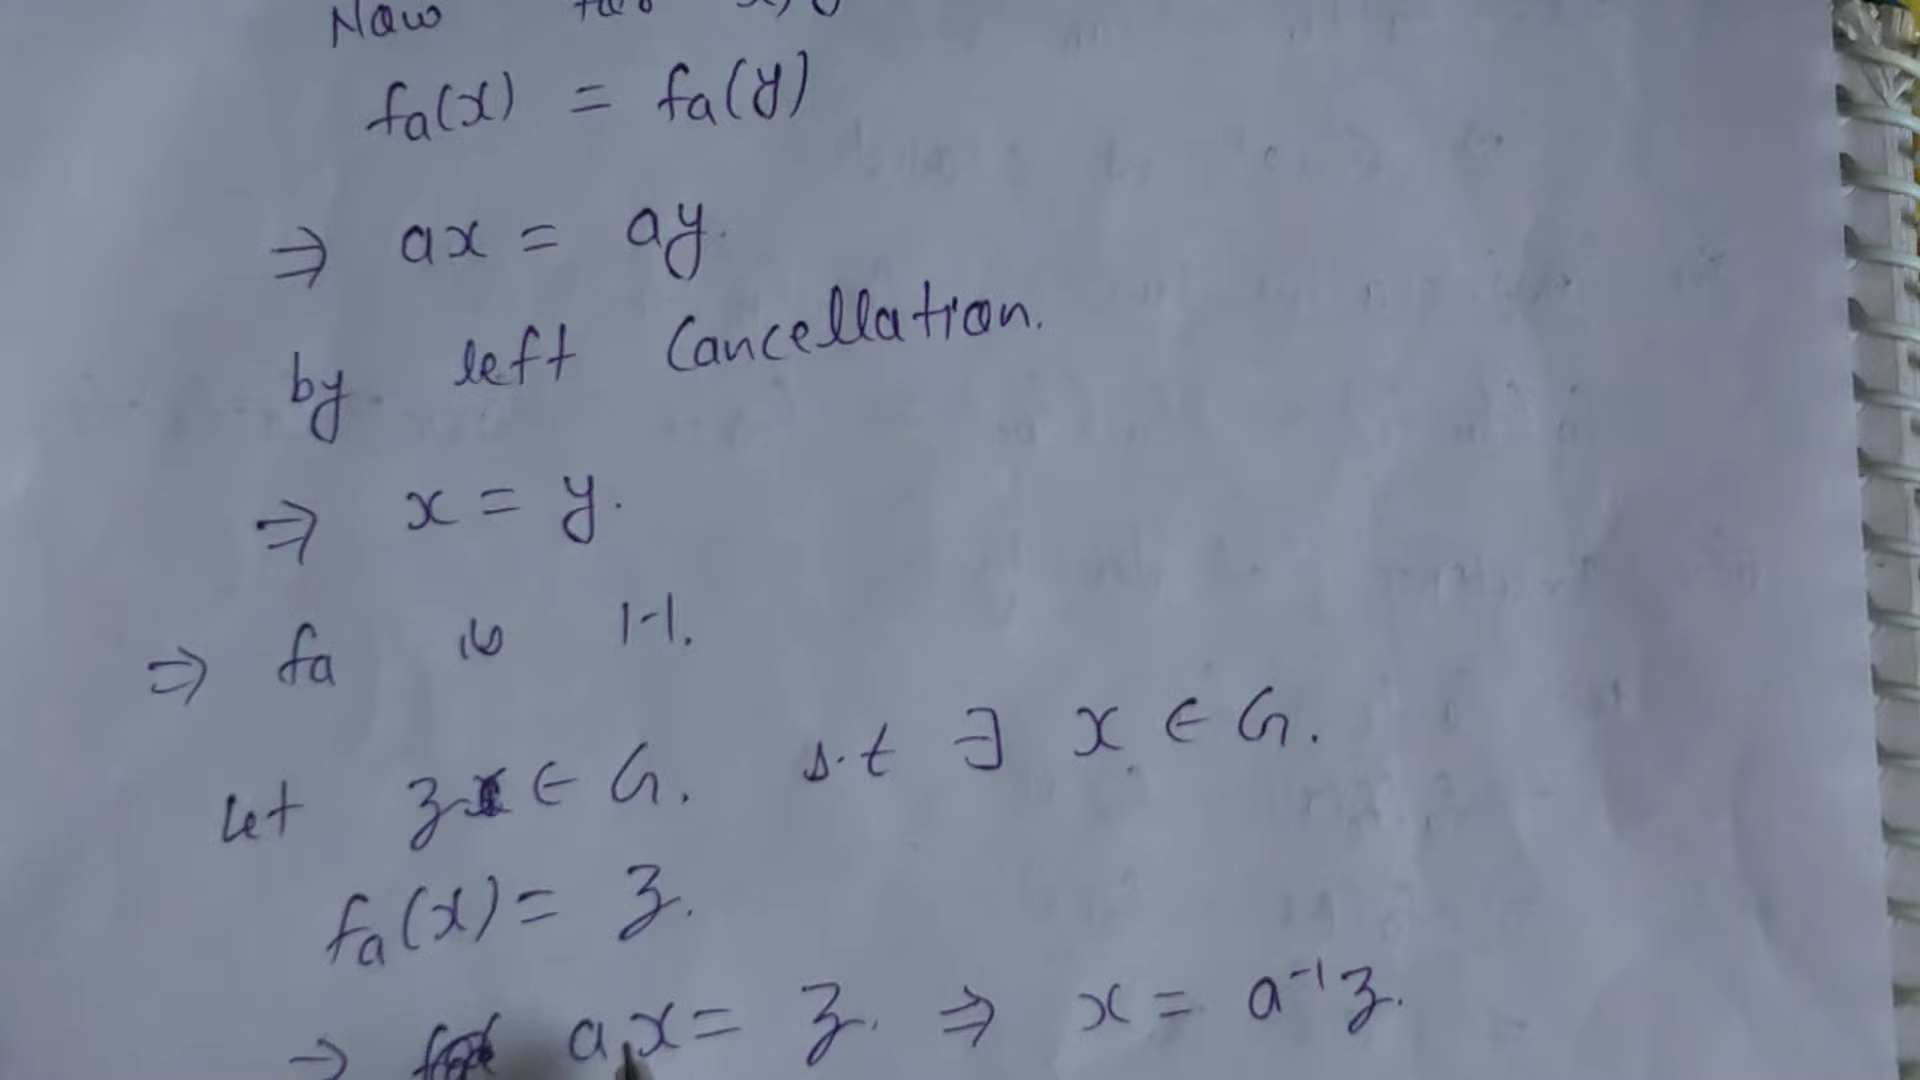 Now
fa(x) = fa(y)
⇒ ax = ay.
by left Cancellation.
⇒ x = y.
⇒ fa is 1-1.
Let z ∈ G. s.t ∃ x ∈ G.
fa(x) = z.
⇒ ax = z. ⇒ x = a⁻¹z.